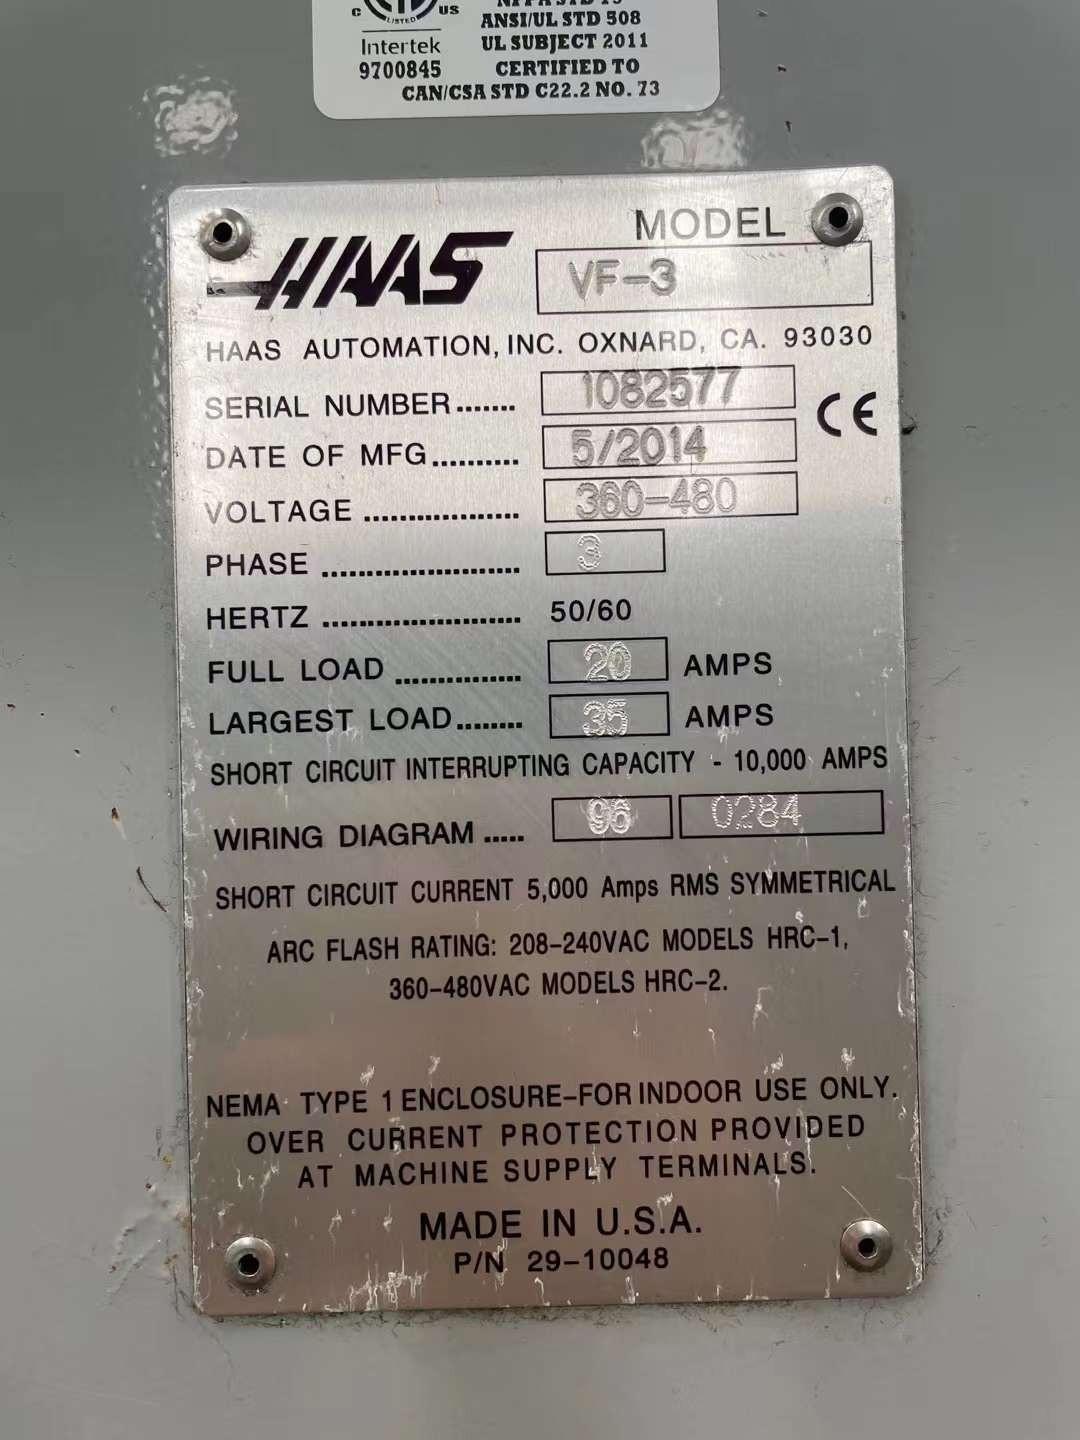 C US
LISTED
Intertek
9700845
ANSI/UL STD 508
UL SUBJECT 2011
CERTIFIED TO
CAN/CSA STD C22.2 NO. 73
HAAS
MODEL
VF-3
HAAS AUTOMATION, INC. OXNARD, CA. 93030
SERIAL NUMBER....... 1082577
CE
DATE OF MFG.......... 5/2014
VOLTAGE .................. 360-480
PHASE ....................... 3
HERTZ ....................... 50/60
FULL LOAD ............... 20 AMPS
LARGEST LOAD........ 35 AMPS
SHORT CIRCUIT INTERRUPTING CAPACITY - 10,000 AMPS
WIRING DIAGRAM ..... 96 0284
SHORT CIRCUIT CURRENT 5,000 Amps RMS SYMMETRICAL
ARC FLASH RATING: 208-240VAC MODELS HRC-1,
360-480VAC MODELS HRC-2.
NEMA TYPE 1 ENCLOSURE-FOR INDOOR USE ONLY.
OVER CURRENT PROTECTION PROVIDED
AT MACHINE SUPPLY TERMINALS.
MADE IN U.S.A.
P/N 29-10048